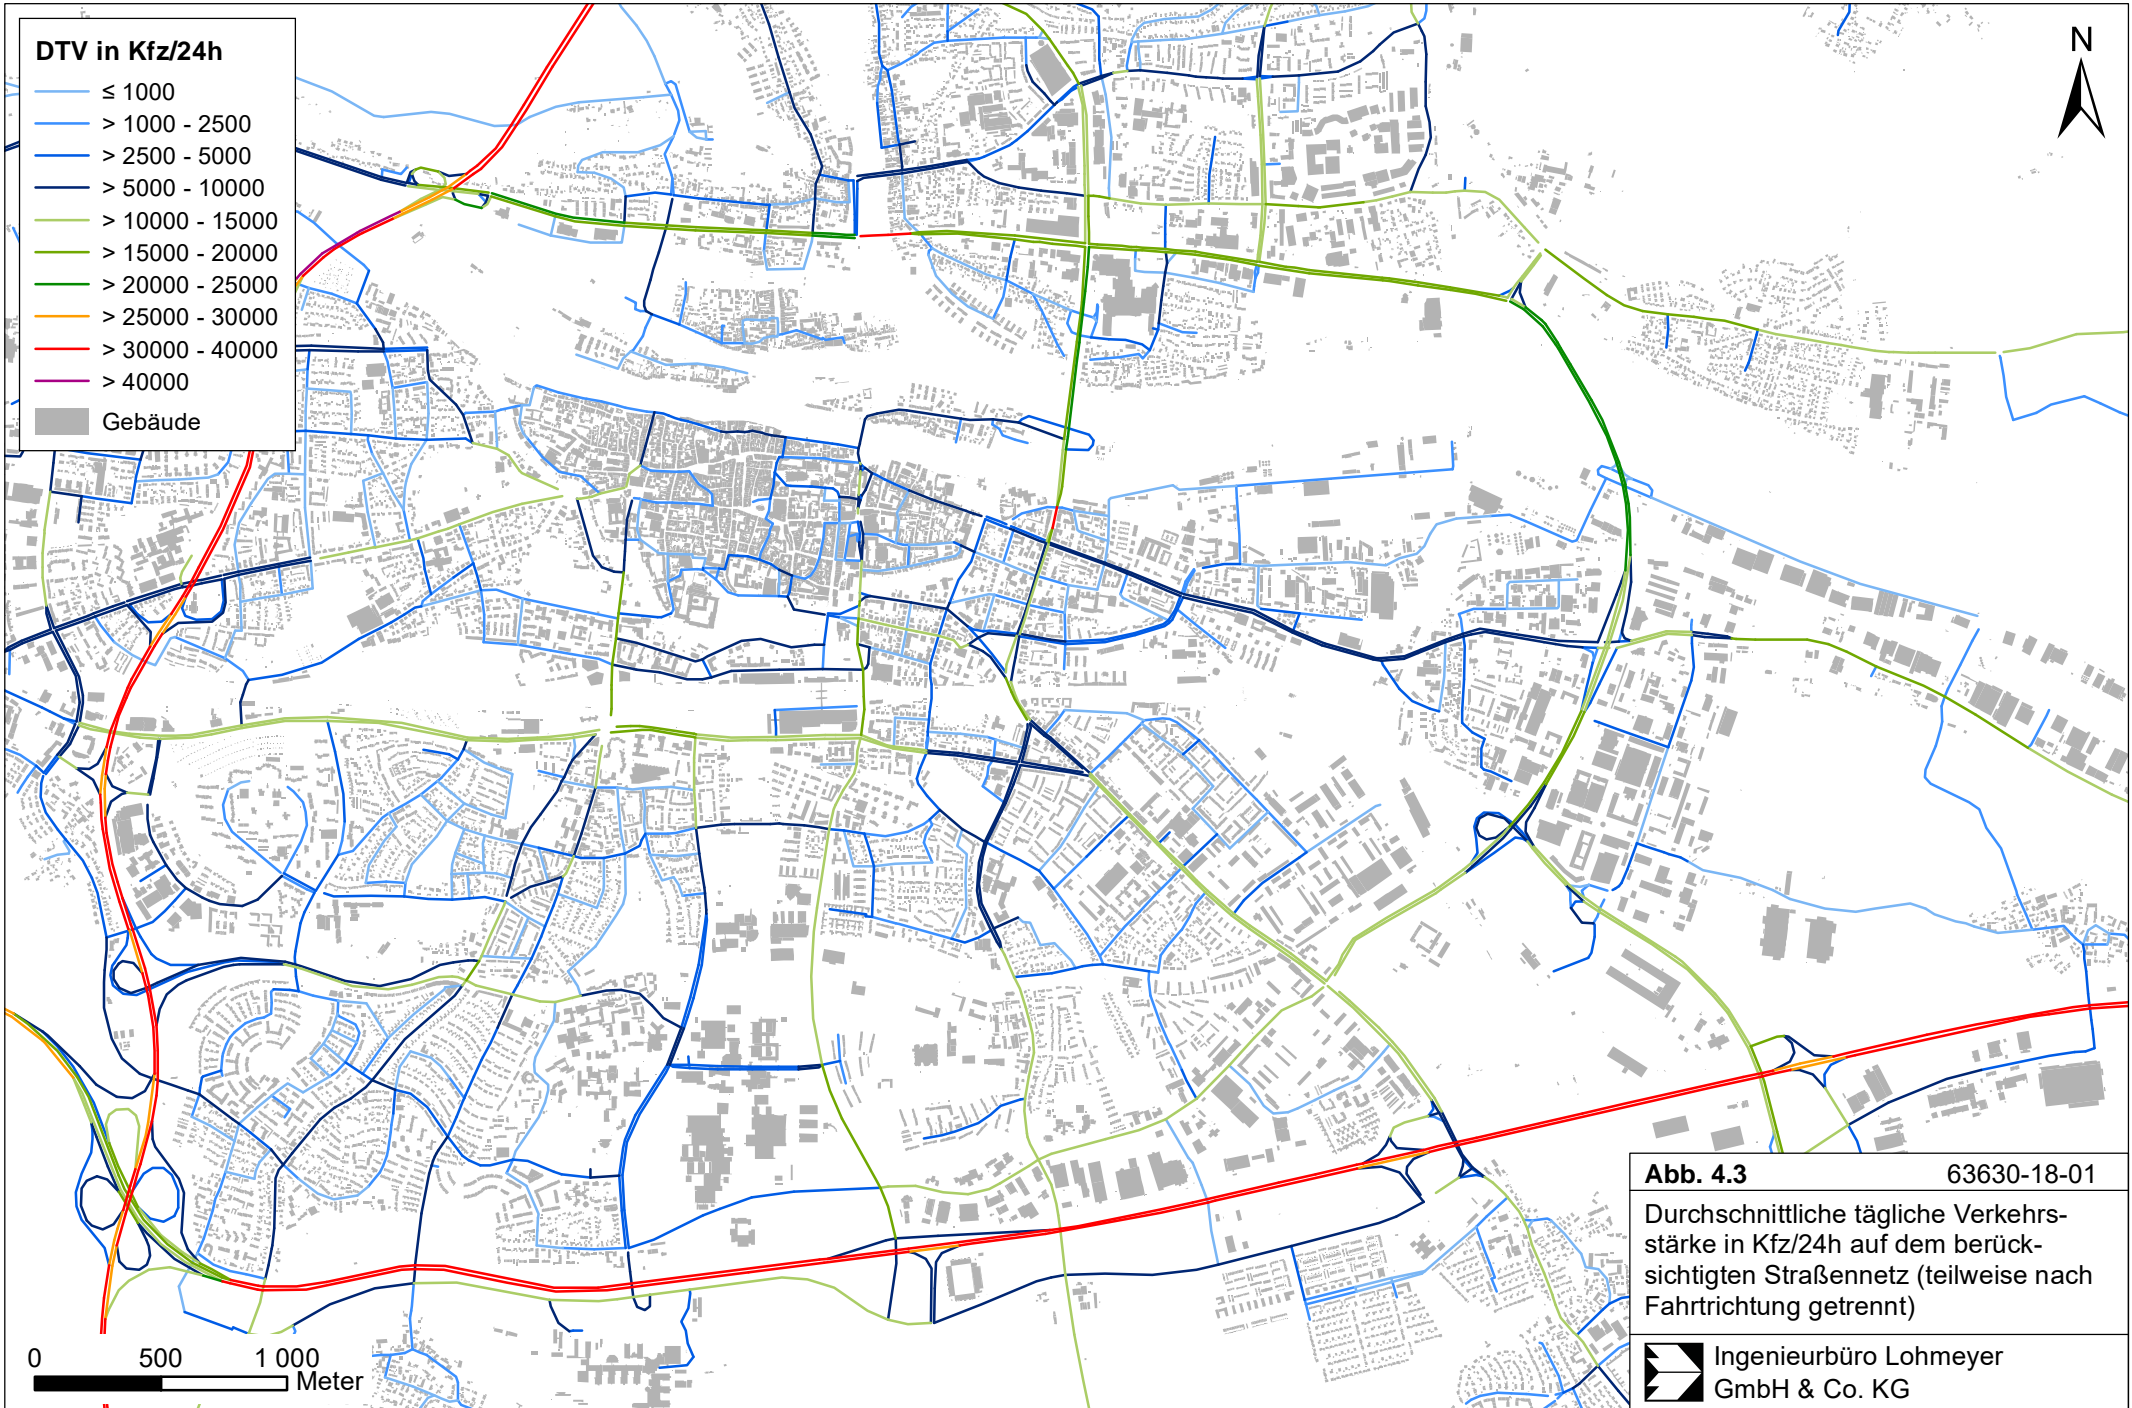 DTV in Kfz/24h
≤ 1000
> 1000 - 2500
> 2500 - 5000
> 5000 - 10000
> 10000 - 15000
> 15000 - 20000
> 20000 - 25000
> 25000 - 30000
> 30000 - 40000
> 40000
Gebäude
N
0 500 1 000
Meter
Abb. 4.3 63630-18-01
Durchschnittliche tägliche Verkehrs-
stärke in Kfz/24h auf dem berück-
sichtigten Straßennetz (teilweise nach
Fahrtrichtung getrennt)
Ingenieurbüro Lohmeyer
GmbH & Co. KG